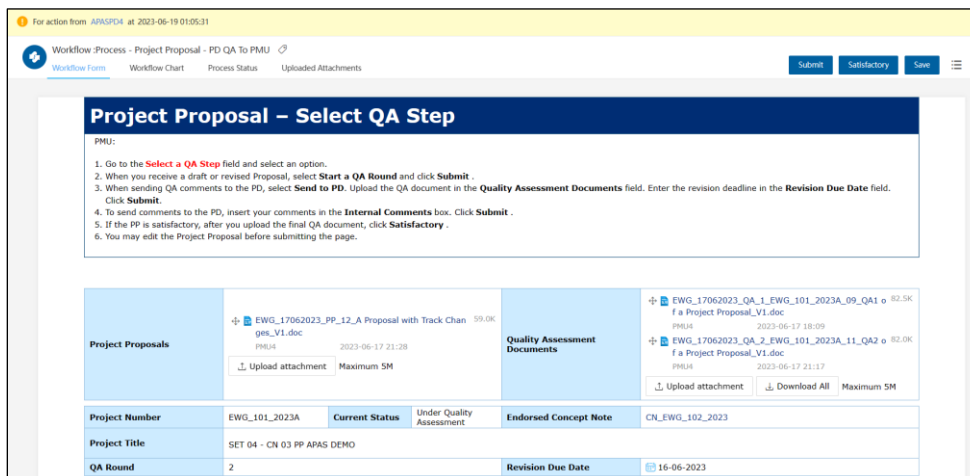 For action from APASPD4 at 2023-06-19 01:05:31
Workflow :Process - Project Proposal - PD QA To PMU
Workflow Form Workflow Chart Process Status Uploaded Attachments
Submit Satisfactory Save
Project Proposal – Select QA Step
PMU:
1. Go to the Select a QA Step field and select an option.
2. When you receive a draft or revised Proposal, select Start a QA Round and click Submit .
3. When sending QA comments to the PD, select Send to PD. Upload the QA document in the Quality Assessment Documents field. Enter the revision deadline in the Revision Due Date field.
Click Submit.
4. To send comments to the PD, insert your comments in the Internal Comments box. Click Submit .
5. If the PP is satisfactory, after you upload the final QA document, click Satisfactory .
6. You may edit the Project Proposal before submitting the page.
Project Proposals
EWG_17062023_PP_12_A Proposal with Track Chan 59.0K
ges_V1.doc
PMU4 2023-06-17 21:28
Upload attachment Maximum 5M
Quality Assessment
Documents
EWG_17062023_QA_1_EWG_101_2023A_09_QA1 o 82.5K
f a Project Proposal_V1.doc
PMU4 2023-06-17 18:09
EWG_17062023_QA_2_EWG_101_2023A_11_QA2 o 82.0K
f a Project Proposal_V1.doc
PMU4 2023-06-17 21:17
Upload attachment Download All Maximum 5M
Project Number EWG_101_2023A Current Status Under Quality
Assessment Endorsed Concept Note CN_EWG_102_2023
Project Title SET 04 - CN 03 PP APAS DEMO
QA Round 2 Revision Due Date 16-06-2023